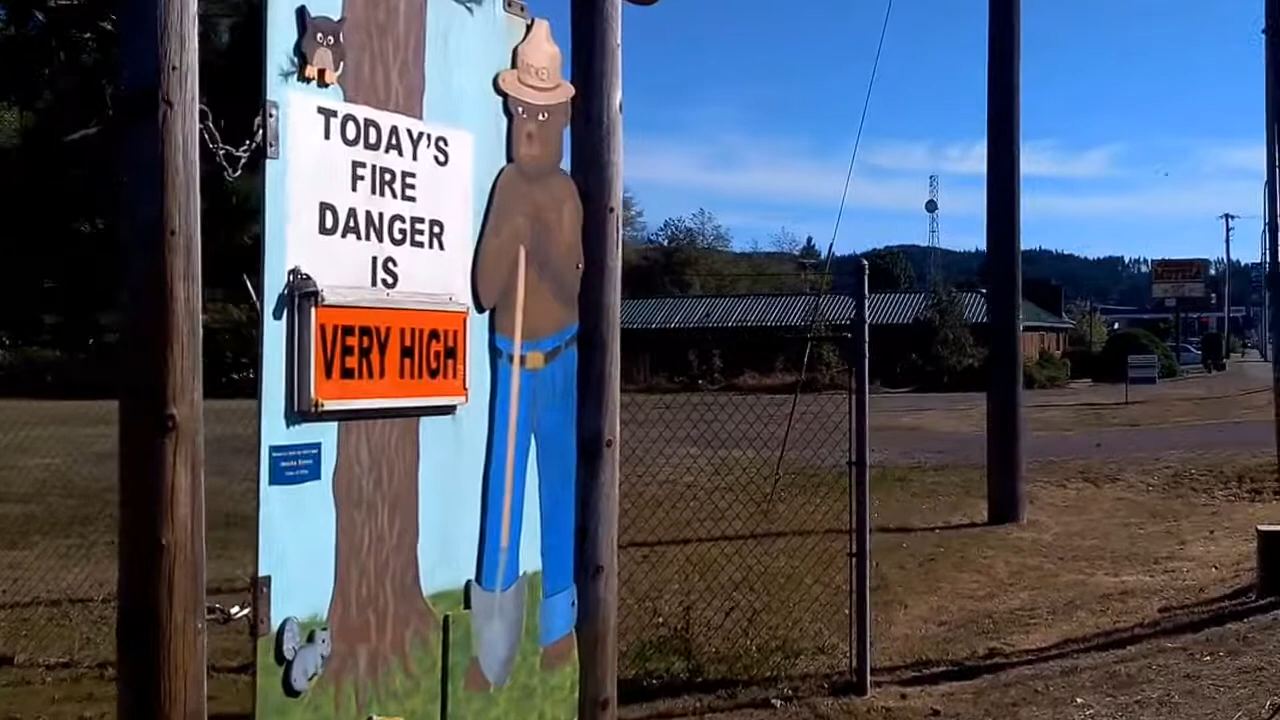 TODAY'S
FIRE
DANGER
IS
VERY HIGH